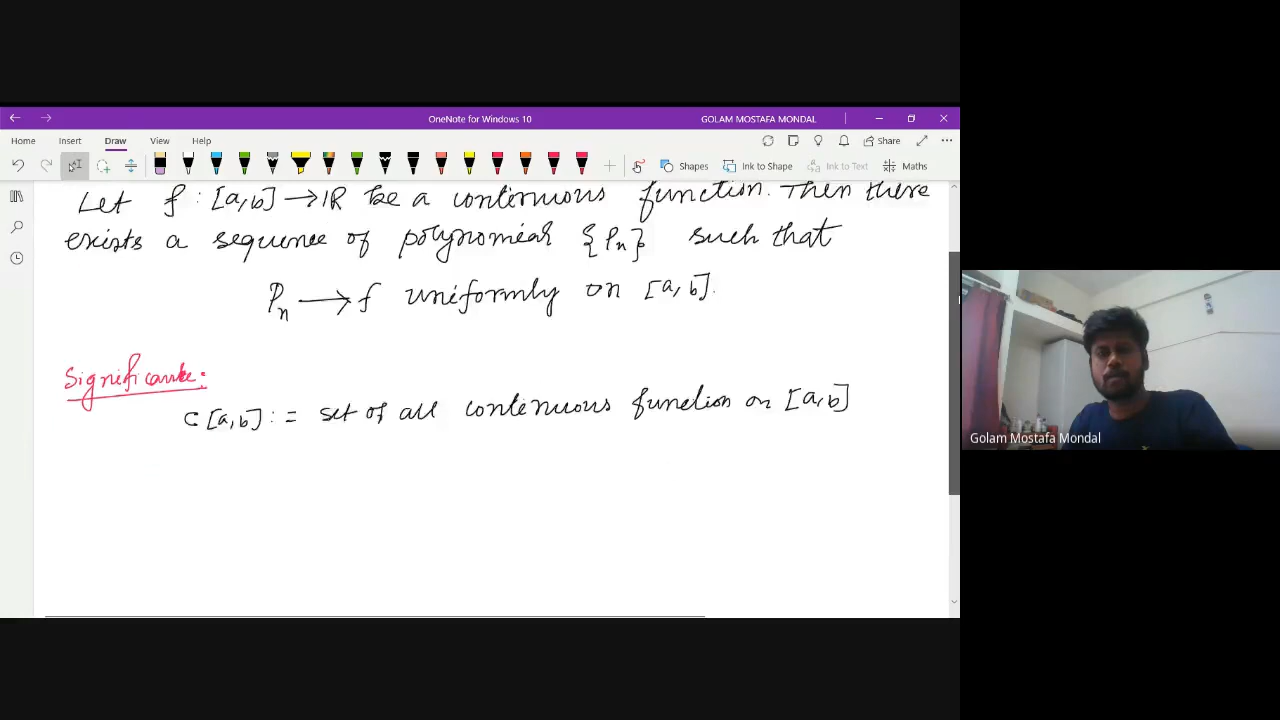 OneNote for Windows 10
GOLAM MOSTAFA MONDAL
Home Insert Draw View Help
Share
Shapes Ink to Shape Ink to Text Maths
Let f : [a,b] → IR be a continuous function. Then there
exists a sequence of polynomial {Pn} such that
Pn → f uniformly on [a,b].
Significance:
C[a,b] := set of all continuous function on [a,b]
Golam Mostafa Mondal